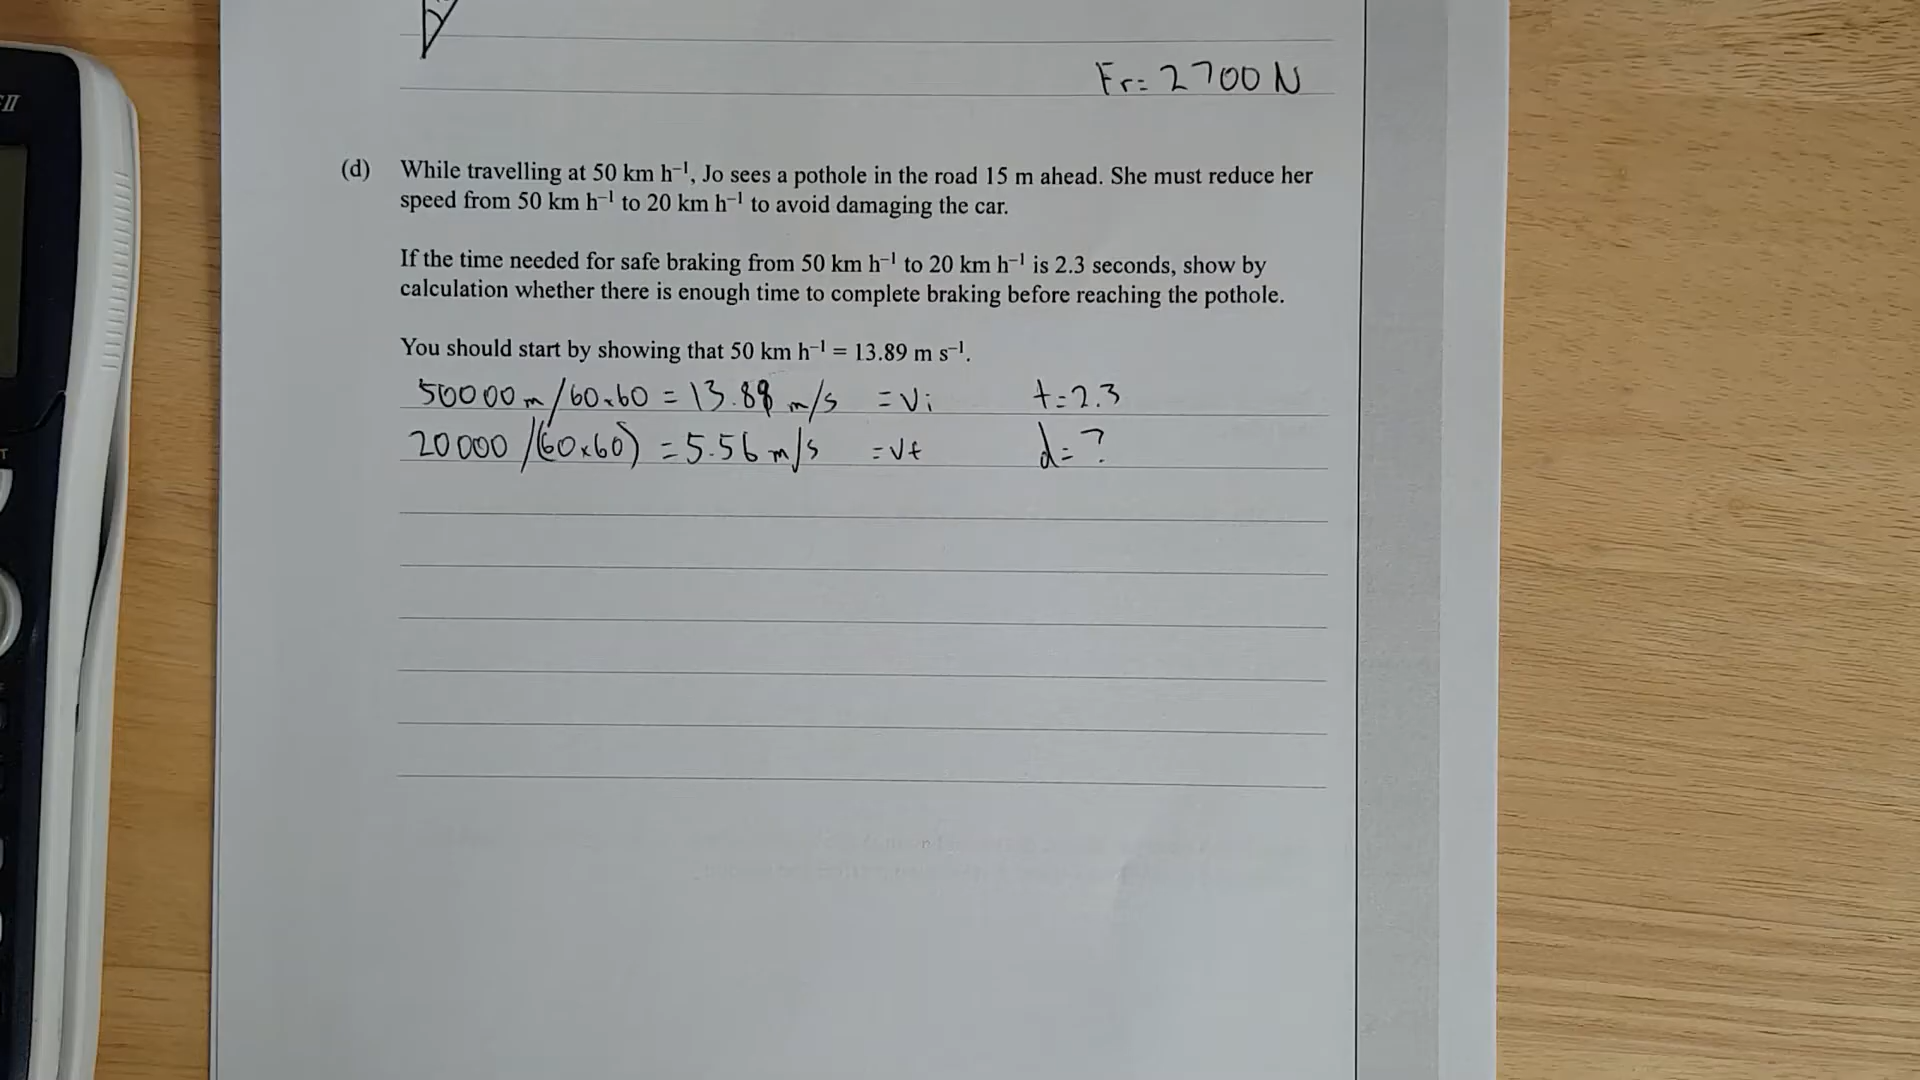 II
Fr= 2700 N
(d) While travelling at 50 km h⁻¹, Jo sees a pothole in the road 15 m ahead. She must reduce her
speed from 50 km h⁻¹ to 20 km h⁻¹ to avoid damaging the car.
If the time needed for safe braking from 50 km h⁻¹ to 20 km h⁻¹ is 2.3 seconds, show by
calculation whether there is enough time to complete braking before reaching the pothole.
You should start by showing that 50 km h⁻¹ = 13.89 m s⁻¹.
50000m/60×60 = 13.89 m/s = Vi t=2.3
20000/(60×60) = 5.56 m/s = Vf d= ?